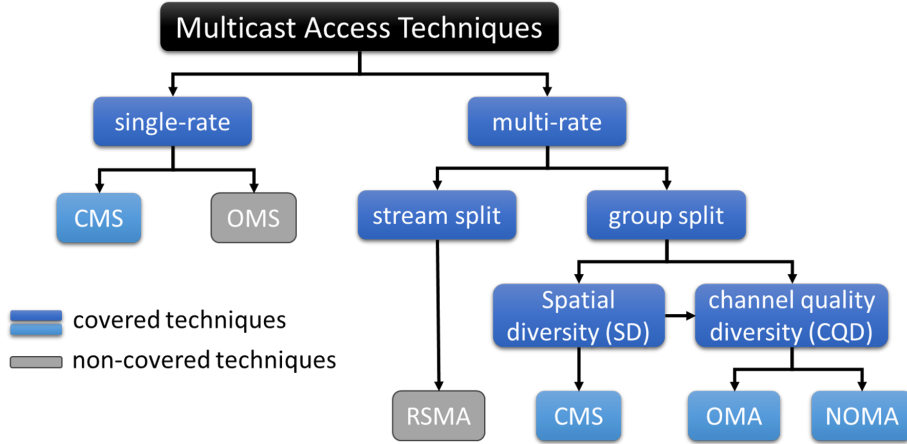 Multicast Access Techniques
single-rate
multi-rate
CMS
OMS
stream split
group split
Spatial
diversity (SD)
channel quality
diversity (CQD)
covered techniques
non-covered techniques
RSMA
CMS
OMA
NOMA